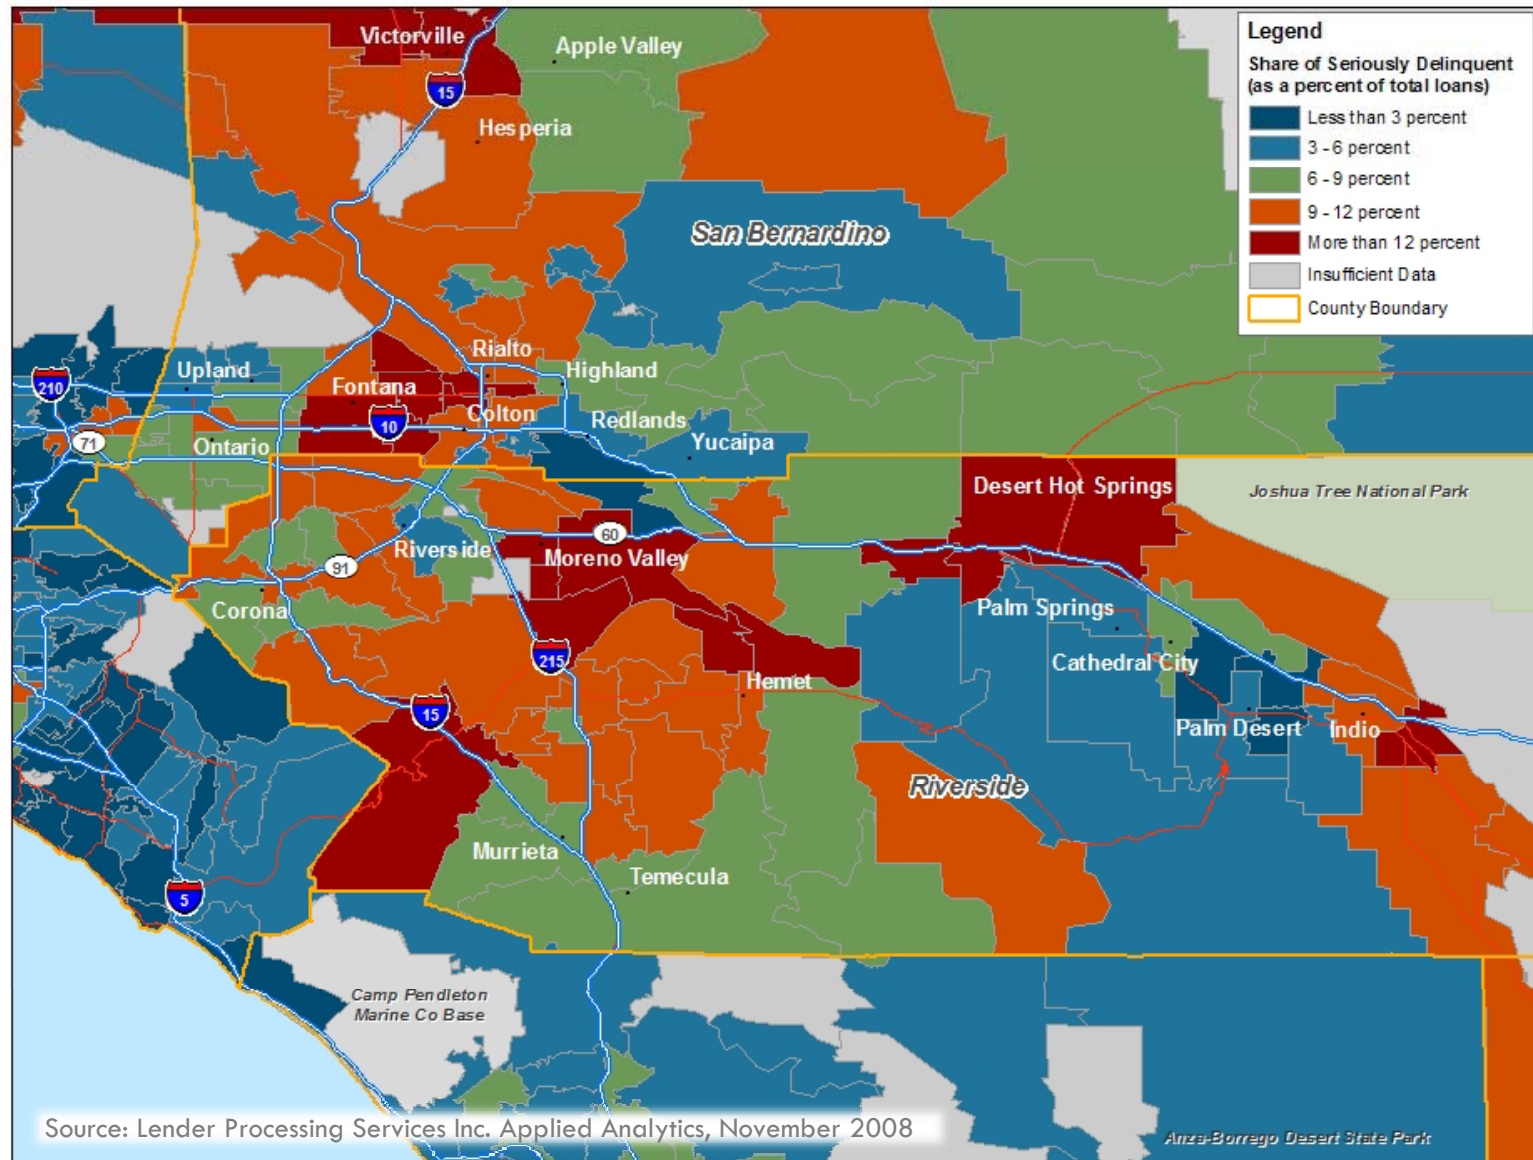 Legend
Share of Seriously Delinquent
(as a percent of total loans)
Less than 3 percent
3 - 6 percent
6 - 9 percent
9 - 12 percent
More than 12 percent
Insufficient Data
County Boundary
Victorville
Apple Valley
15
Hesperia
San Bernardino
Rialto
Upland
Highland
210
Fontana
Colton
10
Redlands
71
Ontario
Yucaipa
Desert Hot Springs
Joshua Tree National Park
60
Riverside
Moreno Valley
91
Corona
Palm Springs
215
Cathedral City
Hemet
15
Palm Desert
Indio
Riverside
Murrieta
Temecula
5
Camp Pendleton
Marine Co Base
Source: Lender Processing Services Inc. Applied Analytics, November 2008
Anza-Borrego Desert State Park